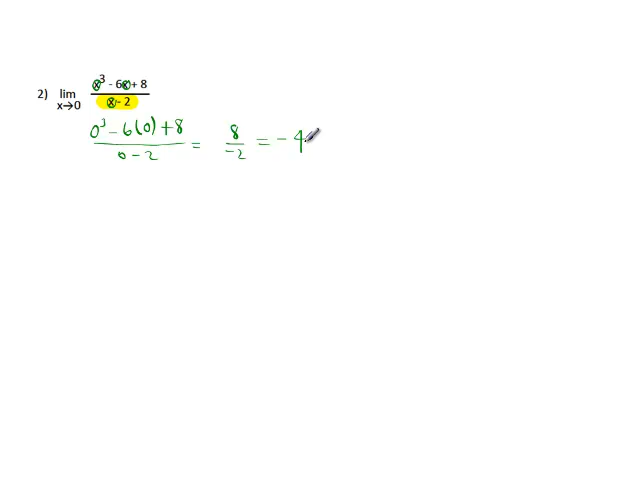 2) lim x→0 x³ - 6x + 8 / x - 2
0³ - 6(0) + 8 / 0 - 2 = 8 / -2 = - 4